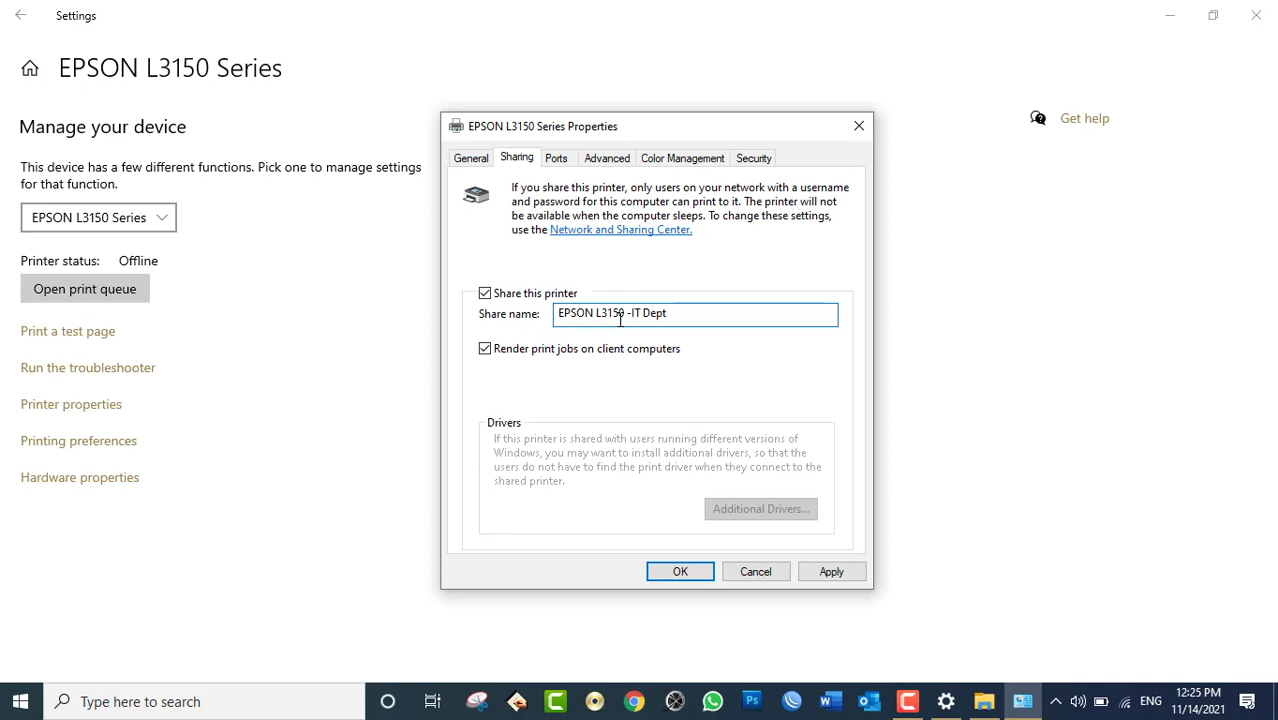 Settings
EPSON L3150 Series
Manage your device
This device has a few different functions. Pick one to manage settings
for that function.
EPSON L3150 Series
Printer status: Offline
Open print queue
Print a test page
Run the troubleshooter
Printer properties
Printing preferences
Hardware properties
Get help
EPSON L3150 Series Properties
General Sharing Ports Advanced Color Management Security
If you share this printer, only users on your network with a username
and password for this computer can print to it. The printer will not
be available when the computer sleeps. To change these settings,
use the Network and Sharing Center.
Share this printer
Share name: EPSON L3150 -IT Dept
Render print jobs on client computers
Drivers
If this printer is shared with users running different versions of
Windows, you may want to install additional drivers, so that the
users do not have to find the print driver when they connect to the
shared printer.
Additional Drivers...
OK Cancel Apply
Type here to search
Ps
ENG
12:25 PM
11/14/2021